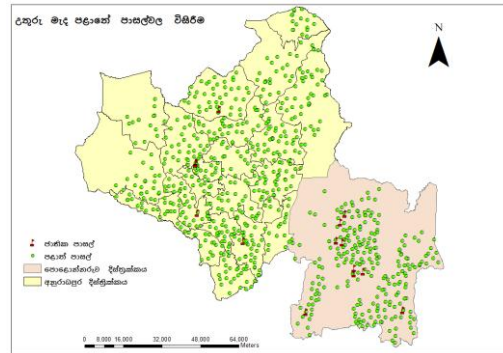 උතුරු මැද පළාතේ පාසල්වල විසිරීම
N
ජාතික පාසල්
පළාත් පාසල්
පොළොන්නරුව දිස්ත්‍රික්කය
අනුරාධපුර දිස්ත්‍රික්කය
0 8,000 16,000 32,000 48,000 64,000
Meters